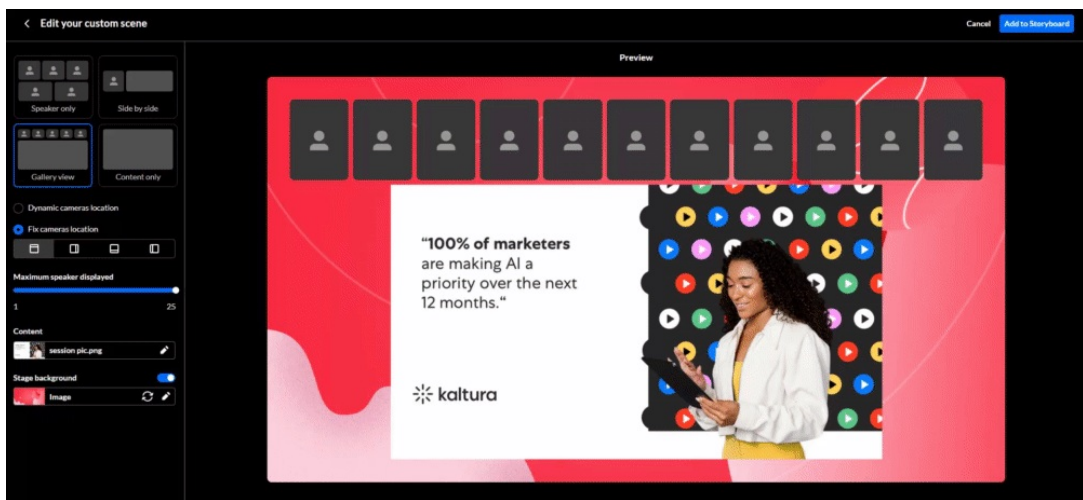 Edit your custom scene
Cancel
Add to Storyboard
Preview
Speaker only
Side by side
Gallery view
Content only
Dynamic cameras location
Fix cameras location
Maximum speaker displayed
1
25
Content
session pic.png
Stage background
Image
“100% of marketers
are making AI a
priority over the next
12 months.“
kaltura